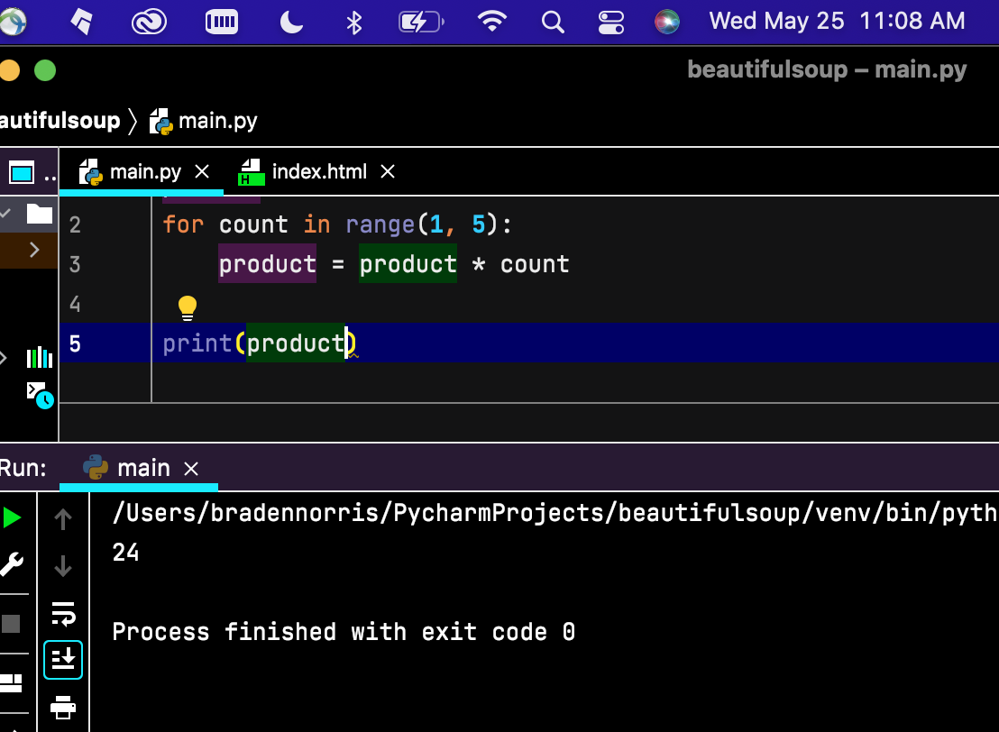 Wed May 25 11:08 AM
beautifulsoup – main.py
autifulsoup 〉 main.py
.. main.py × index.html ×
2 for count in range(1, 5):
3 product = product * count
4
5 print(product)
Run: main ×
/Users/bradennorris/PycharmProjects/beautifulsoup/venv/bin/pyth
24
Process finished with exit code 0